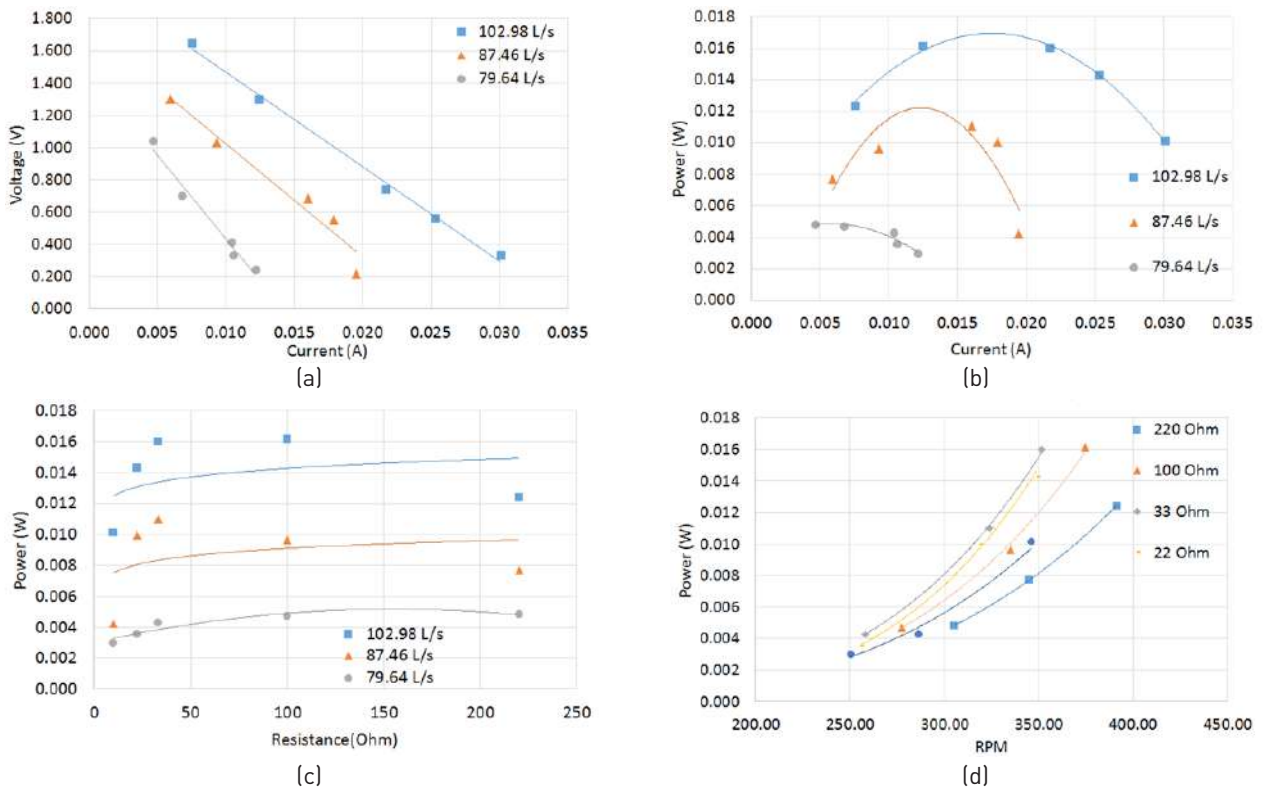 1.800
1.600
1.400
1.200
1.000
0.800
0.600
0.400
0.200
0.000
Voltage (V)
0.000 0.005 0.010 0.015 0.020 0.025 0.030 0.035
Current (A)
102.98 L/s
87.46 L/s
79.64 L/s
(a)
0.018
0.016
0.014
0.012
0.010
0.008
0.006
0.004
0.002
0.000
Power (W)
0.000 0.005 0.010 0.015 0.020 0.025 0.030 0.035
Current (A)
102.98 L/s
87.46 L/s
79.64 L/s
(b)
0.018
0.016
0.014
0.012
0.010
0.008
0.006
0.004
0.002
0.000
Power (W)
0 50 100 150 200 250
Resistance(Ohm)
102.98 L/s
87.46 L/s
79.64 L/s
(c)
0.018
0.016
0.014
0.012
0.010
0.008
0.006
0.004
0.002
0.000
Power (W)
200.00 250.00 300.00 350.00 400.00 450.00
RPM
220 Ohm
100 Ohm
33 Ohm
22 Ohm
(d)